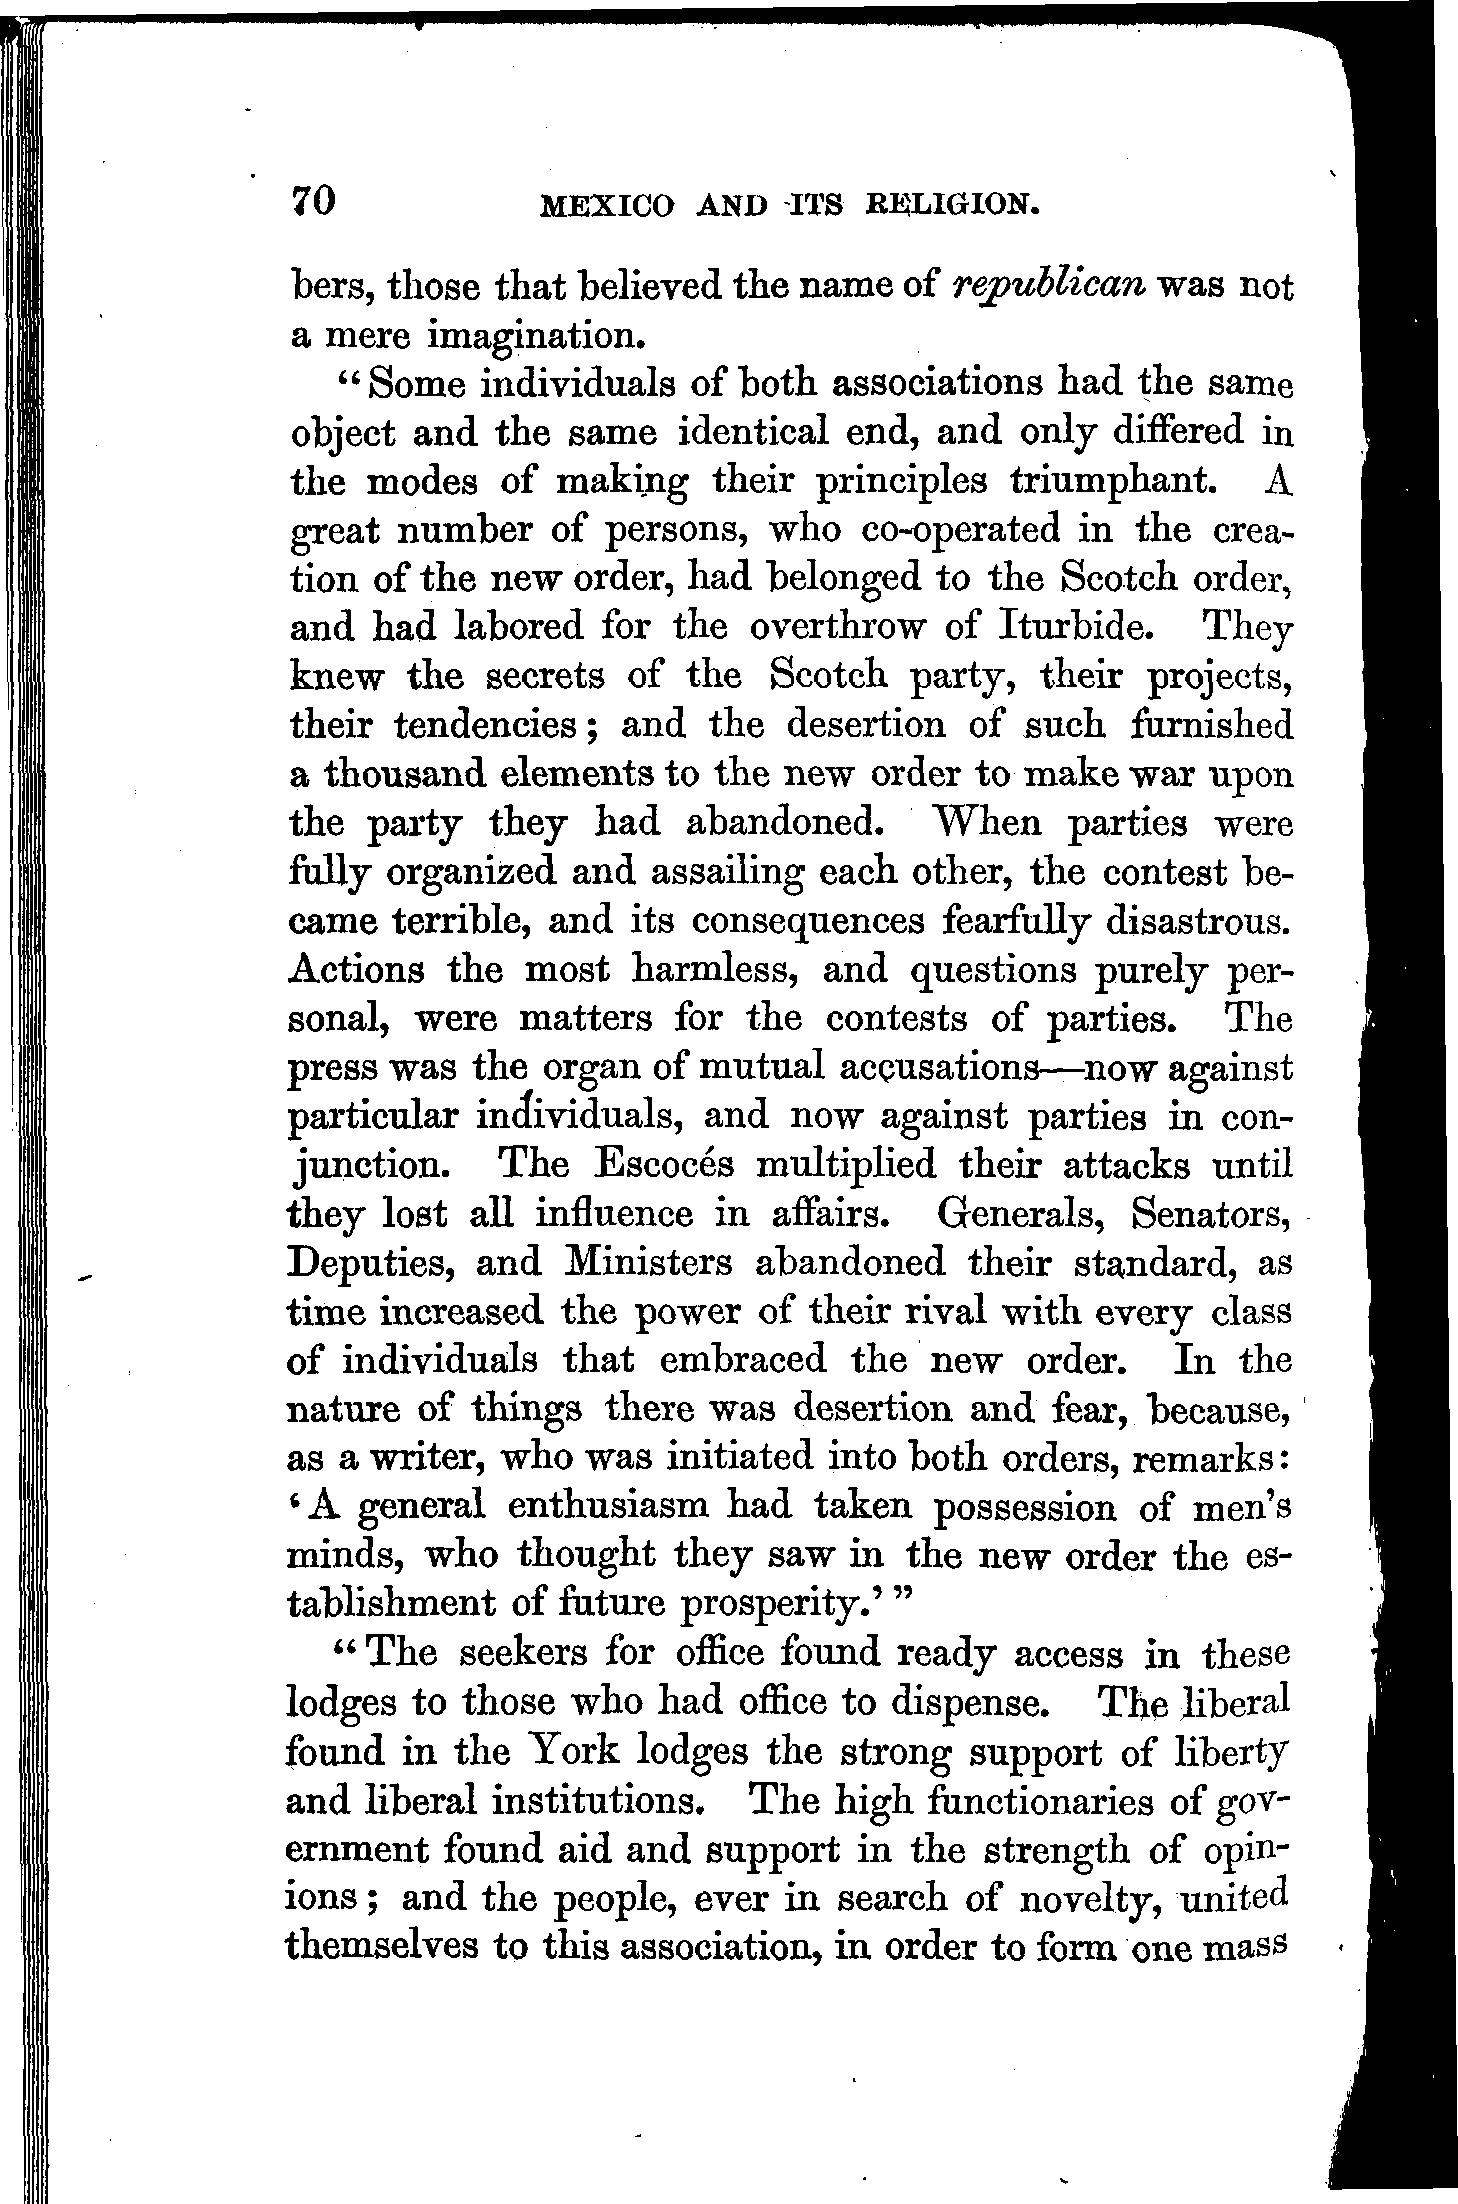 70 MEXICO AND ITS RELIGION.
bers, those that believed the name of republican was not
a mere imagination.
“Some individuals of both associations had the same
object and the same identical end, and only differed in
the modes of making their principles triumphant. A
great number of persons, who co-operated in the crea-
tion of the new order, had belonged to the Scotch order,
and had labored for the overthrow of Iturbide. They
knew the secrets of the Scotch party, their projects,
their tendencies; and the desertion of such furnished
a thousand elements to the new order to make war upon
the party they had abandoned. When parties were
fully organized and assailing each other, the contest be-
came terrible, and its consequences fearfully disastrous.
Actions the most harmless, and questions purely per-
sonal, were matters for the contests of parties. The
press was the organ of mutual accusations—now against
particular individuals, and now against parties in con-
junction. The Escocés multiplied their attacks until
they lost all influence in affairs. Generals, Senators,
Deputies, and Ministers abandoned their standard, as
time increased the power of their rival with every class
of individuals that embraced the new order. In the
nature of things there was desertion and fear, because,
as a writer, who was initiated into both orders, remarks:
‘A general enthusiasm had taken possession of men’s
minds, who thought they saw in the new order the es-
tablishment of future prosperity.’”
“The seekers for office found ready access in these
lodges to those who had office to dispense. The liberal
found in the York lodges the strong support of liberty
and liberal institutions. The high functionaries of gov-
ernment found aid and support in the strength of opin-
ions; and the people, ever in search of novelty, united
themselves to this association, in order to form one mass